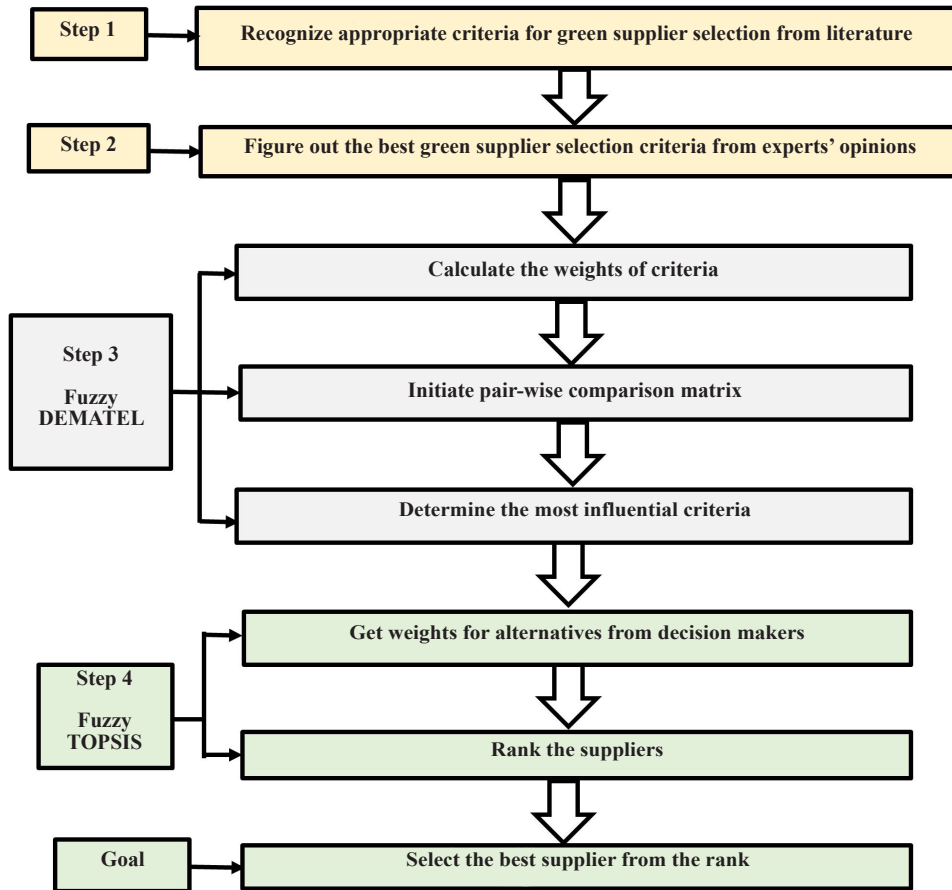 Step 1
Recognize appropriate criteria for green supplier selection from literature
Step 2
Figure out the best green supplier selection criteria from experts’ opinions
Calculate the weights of criteria
Step 3
Fuzzy
DEMATEL
Initiate pair-wise comparison matrix
Determine the most influential criteria
Get weights for alternatives from decision makers
Step 4
Fuzzy
TOPSIS
Rank the suppliers
Goal
Select the best supplier from the rank